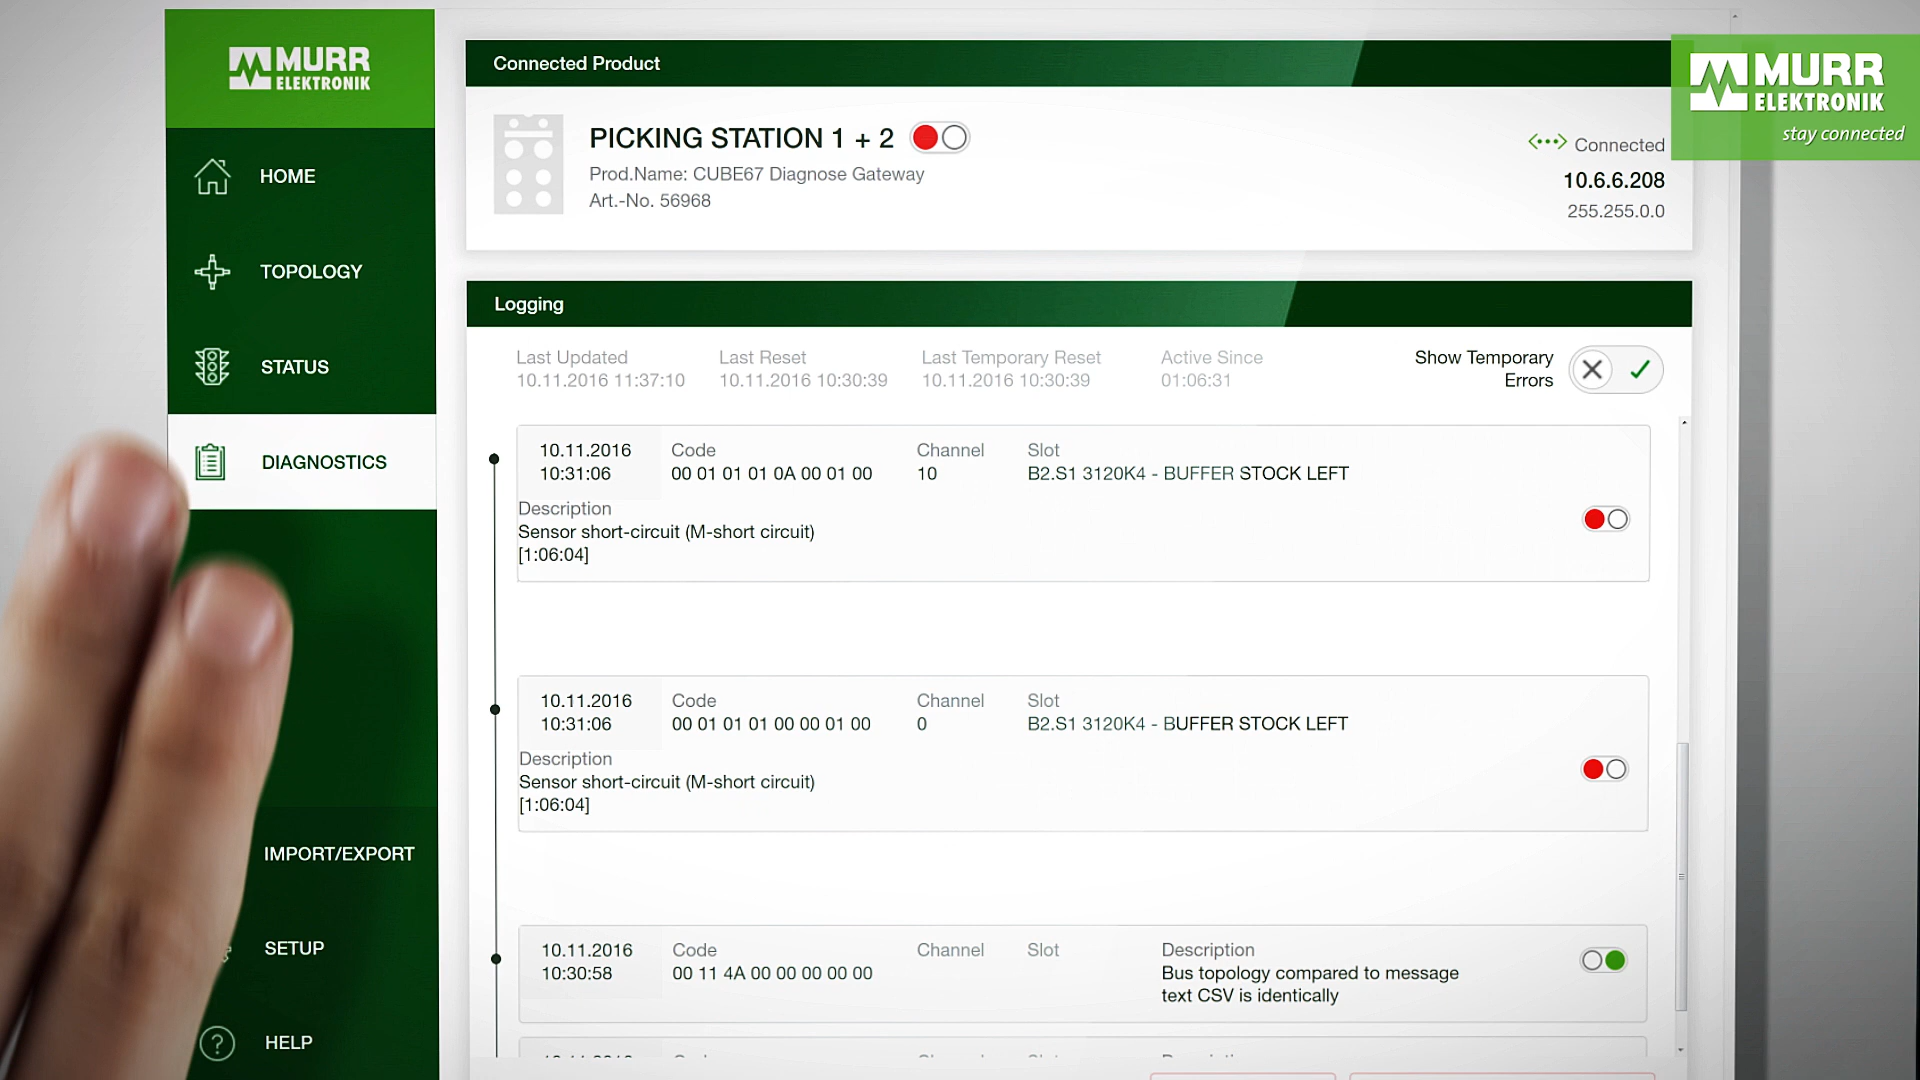 MURR
ELEKTRONIK
HOME
TOPOLOGY
STATUS
DIAGNOSTICS
IMPORT/EXPORT
SETUP
HELP
Connected Product
PICKING STATION 1 + 2
Prod.Name: CUBE67 Diagnose Gateway
Art.-No. 56968
Connected
10.6.6.208
255.255.0.0
MURR
ELEKTRONIK
stay connected
Logging
Last Updated
10.11.2016 11:37:10
Last Reset
10.11.2016 10:30:39
Last Temporary Reset
10.11.2016 10:30:39
Active Since
01:06:31
Show Temporary
Errors
10.11.2016
10:31:06
Code
00 01 01 01 0A 00 01 00
Channel
10
Slot
B2.S1 3120K4 - BUFFER STOCK LEFT
Description
Sensor short-circuit (M-short circuit)
[1:06:04]
10.11.2016
10:31:06
Code
00 01 01 01 00 00 01 00
Channel
0
Slot
B2.S1 3120K4 - BUFFER STOCK LEFT
Description
Sensor short-circuit (M-short circuit)
[1:06:04]
10.11.2016
10:30:58
Code
00 11 4A 00 00 00 00 00
Channel
Slot
Description
Bus topology compared to message
text CSV is identically